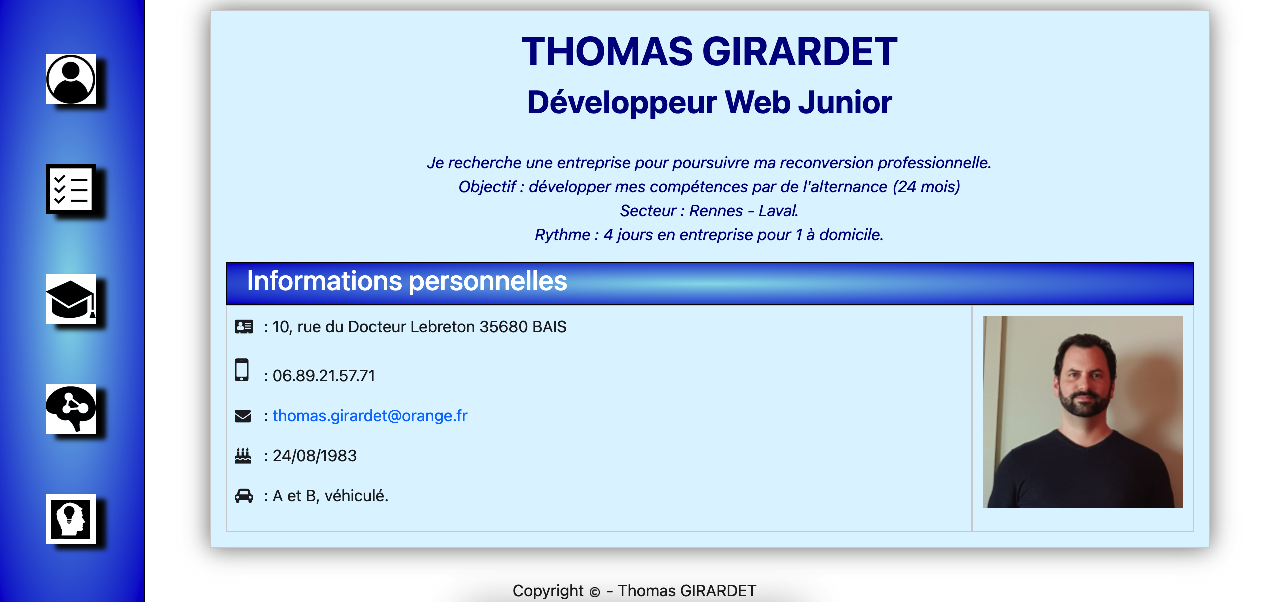 THOMAS GIRARDET
Développeur Web Junior
Je recherche une entreprise pour poursuivre ma reconversion professionnelle.
Objectif : développer mes compétences par de l'alternance (24 mois)
Secteur : Rennes - Laval.
Rythme : 4 jours en entreprise pour 1 à domicile.
Informations personnelles
: 10, rue du Docteur Lebreton 35680 BAIS
: 06.89.21.57.71
: thomas.girardet@orange.fr
: 24/08/1983
: A et B, véhiculé.
Copyright © - Thomas GIRARDET